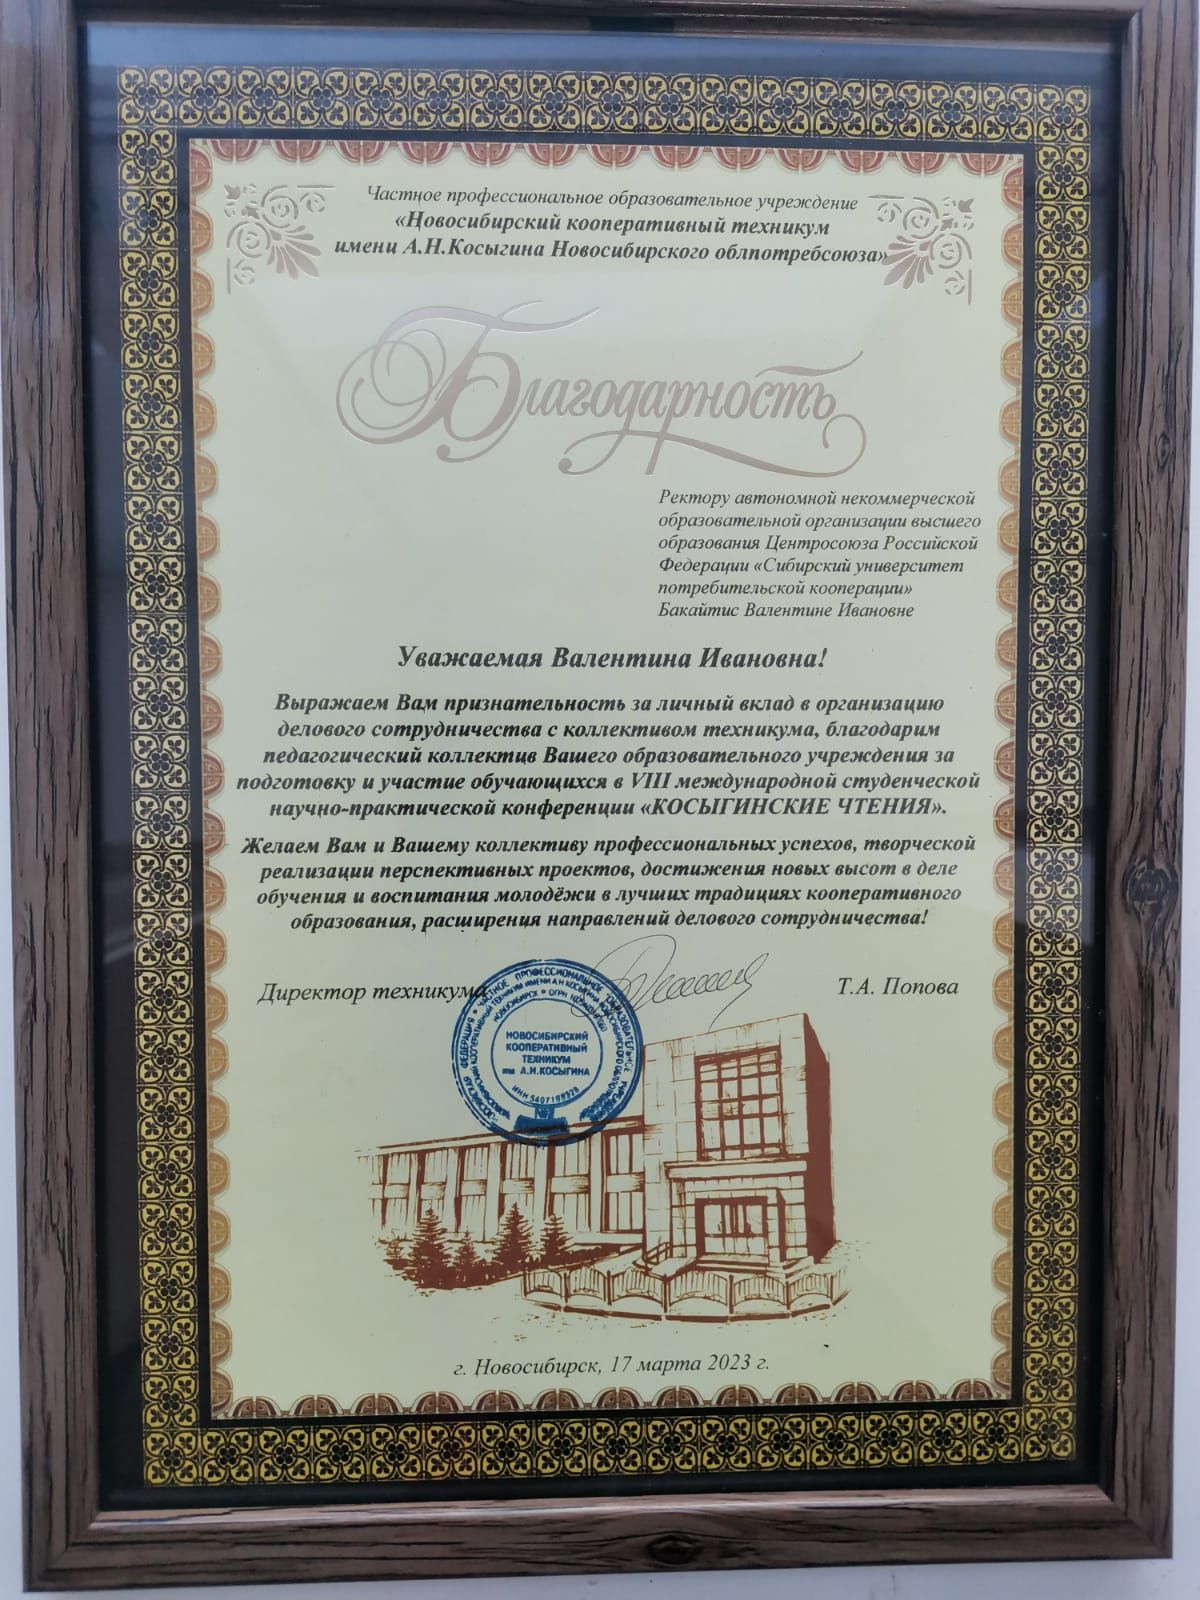 Частное профессиональное образовательное учреждение
«Новосибирский кооперативный техникум
имени А.Н.Косыгина Новосибирского облпотребсоюза»
Благодарность
Ректору автономной некоммерческой
образовательной организации высшего
образования Центросоюза Российской
Федерации «Сибирский университет
потребительской кооперации»
Бакайтис Валентине Ивановне
Уважаемая Валентина Ивановна!
Выражаем Вам признательность за личный вклад в организацию
делового сотрудничества с коллективом техникума, благодарим
педагогический коллектив Вашего образовательного учреждения за
подготовку и участие обучающихся в VIII международной студенческой
научно-практической конференции «КОСЫГИНСКИЕ ЧТЕНИЯ».
Желаем Вам и Вашему коллективу профессиональных успехов, творческой
реализации перспективных проектов, достижения новых высот в деле
обучения и воспитания молодёжи в лучших традициях кооперативного
образования, расширения направлений делового сотрудничества!
Директор техникума
Т.А. Попова
НОВОСИБИРСКИЙ
КООПЕРАТИВНЫЙ
ТЕХНИКУМ
им А.Н.КОСЫГИНА
г. Новосибирск, 17 марта 2023 г.